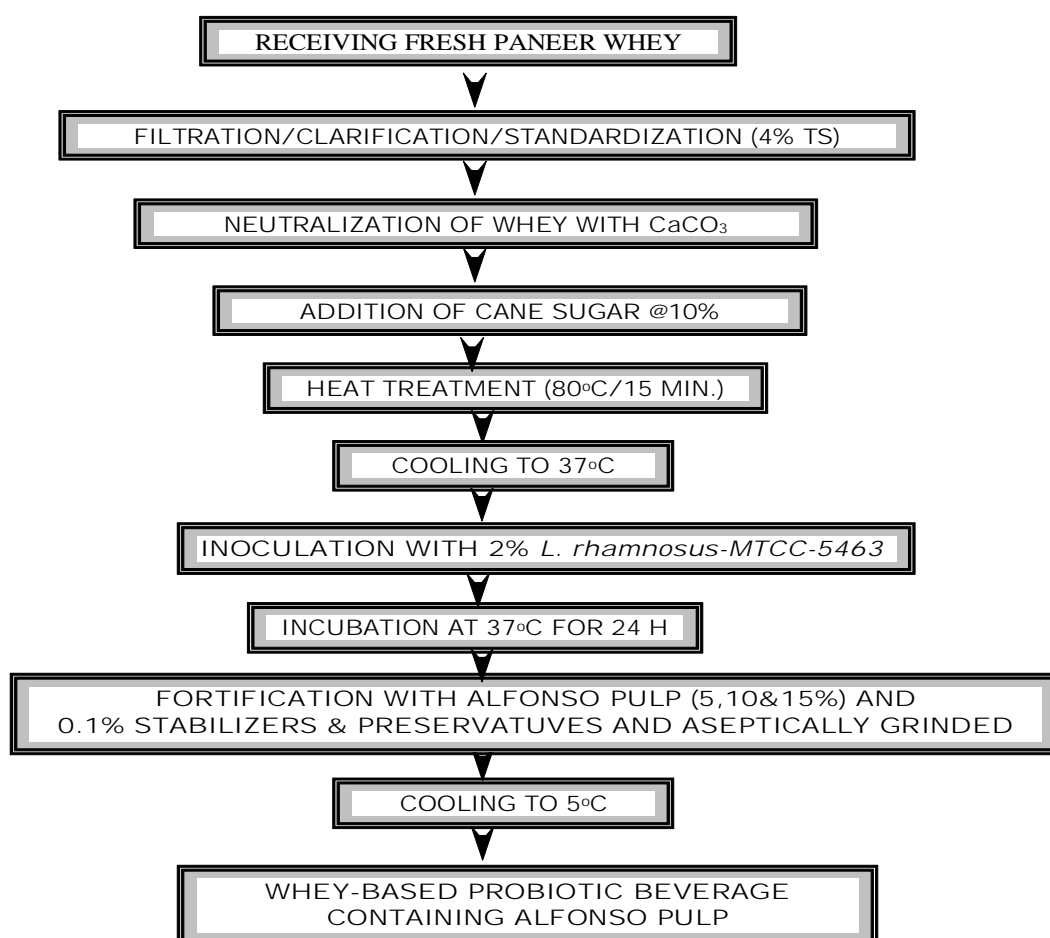 RECEIVING FRESH PANEER WHEY
FILTRATION/CLARIFICATION/STANDARDIZATION (4% TS)
NEUTRALIZATION OF WHEY WITH CaCO₃
ADDITION OF CANE SUGAR @10%
HEAT TREATMENT (80ºC/15 MIN.)
COOLING TO 37ºC
INOCULATION WITH 2% L. rhamnosus-MTCC-5463
INCUBATION AT 37ºC FOR 24 H
FORTIFICATION WITH ALFONSO PULP (5,10&15%) AND
0.1% STABILIZERS & PRESERVATUVES AND ASEPTICALLY GRINDED
COOLING TO 5ºC
WHEY-BASED PROBIOTIC BEVERAGE
CONTAINING ALFONSO PULP